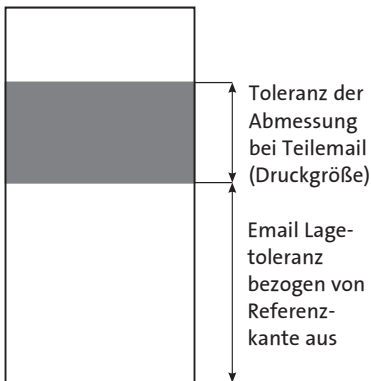 Toleranz der
Abmessung
bei Teilemail
(Druckgröße)
Email Lage-
toleranz
bezogen von
Referenz-
kante aus